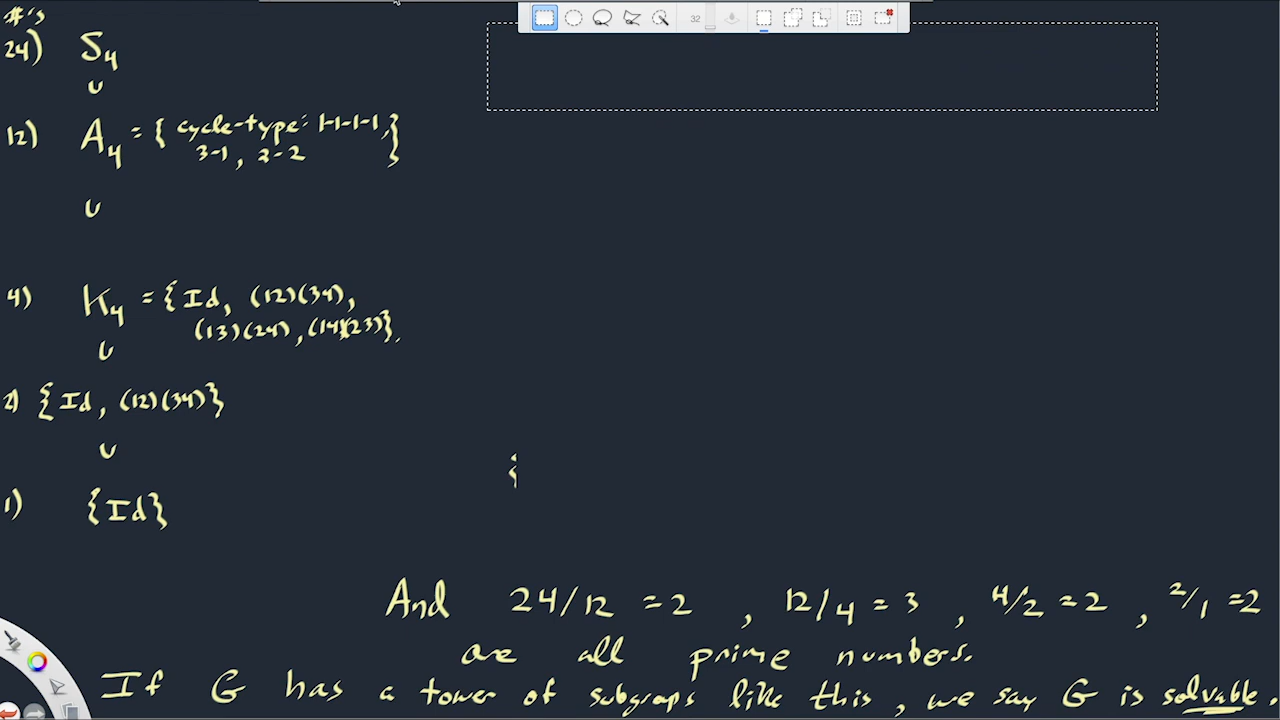 #'s
24) S₄
∪
12) A₄ = { cycle-type: 1-1-1-1,
3-1, 2-2 }
∪
4) K₄ = {Id, (12)(34),
(13)(24), (14)(23)}.
∪
2) {Id, (12)(34)}
∪
1) {Id}
{
And 24/12 = 2, 12/4 = 3, 4/2 = 2, 2/1 = 2
are all prime numbers.
If G has a tower of subgraps like this, we say G is solvable.
32